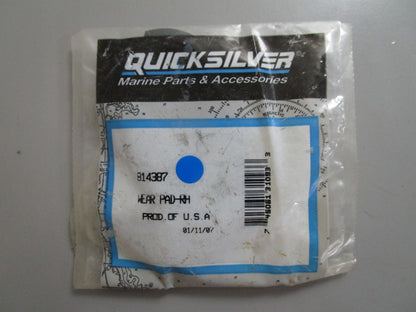 QUICKSILVER
Marine Parts & Accessories
814387
WEAR PAD-RH
PROD.OF U.S.A
01/11/07